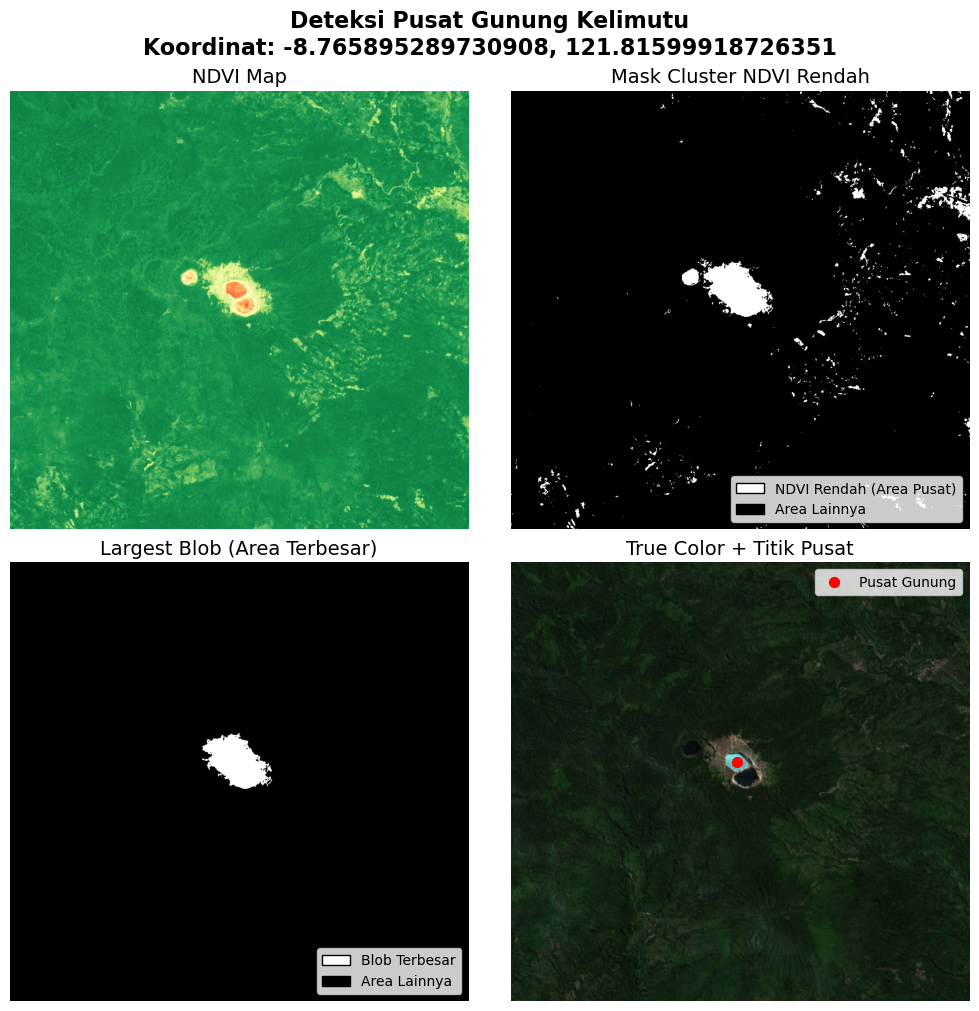 Deteksi Pusat Gunung Kelimutu
Koordinat: -8.765895289730908, 121.81599918726351
NDVI Map
Mask Cluster NDVI Rendah
NDVI Rendah (Area Pusat)
Area Lainnya
Largest Blob (Area Terbesar)
True Color + Titik Pusat
Blob Terbesar
Area Lainnya
Pusat Gunung